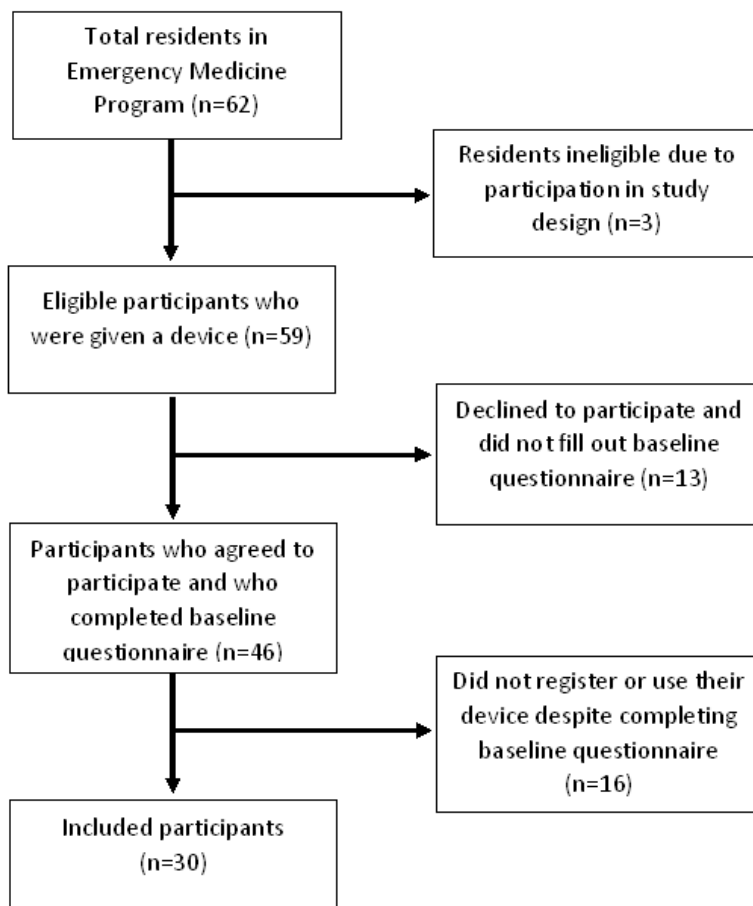 Total residents in
Emergency Medicine
Program (n=62)
Residents ineligible due to
participation in study
design (n=3)
Eligible participants who
were given a device (n=59)
Declined to participate and
did not fill out baseline
questionnaire (n=13)
Participants who agreed to
participate and who
completed baseline
questionnaire (n=46)
Did not register or use their
device despite completing
baseline questionnaire
(n=16)
Included participants
(n=30)